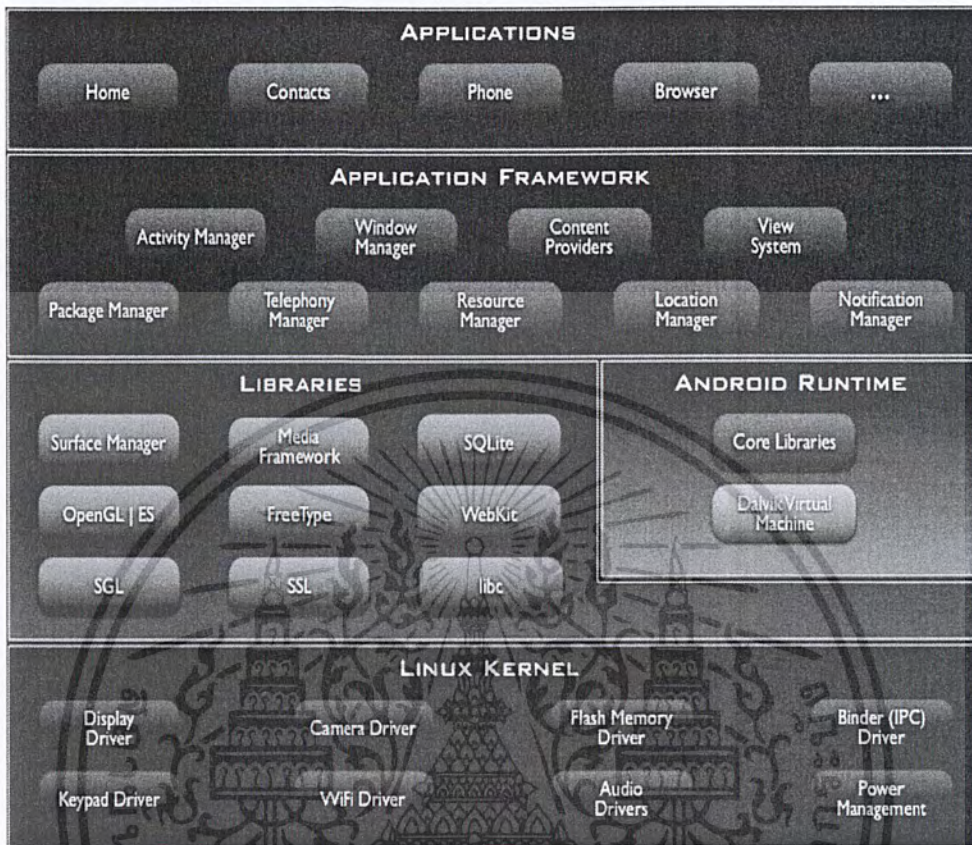 APPLICATIONS
Home Contacts Phone Browser ...
APPLICATION FRAMEWORK
Activity Manager
Window
Manager
Content
Providers
View
System
Package Manager
Telephony
Manager
Resource
Manager
Location
Manager
Notification
Manager
LIBRARIES
Surface Manager
Media
Framework
SQLite
OpenGL | ES
FreeType
WebKit
SGL
SSL
libc
ANDROID RUNTIME
Core Libraries
Dalvik Virtual
Machine
LINUX KERNEL
Display
Driver
Camera Driver
Flash Memory
Driver
Binder (IPC)
Driver
Keypad Driver
WiFi Driver
Audio
Drivers
Power
Management